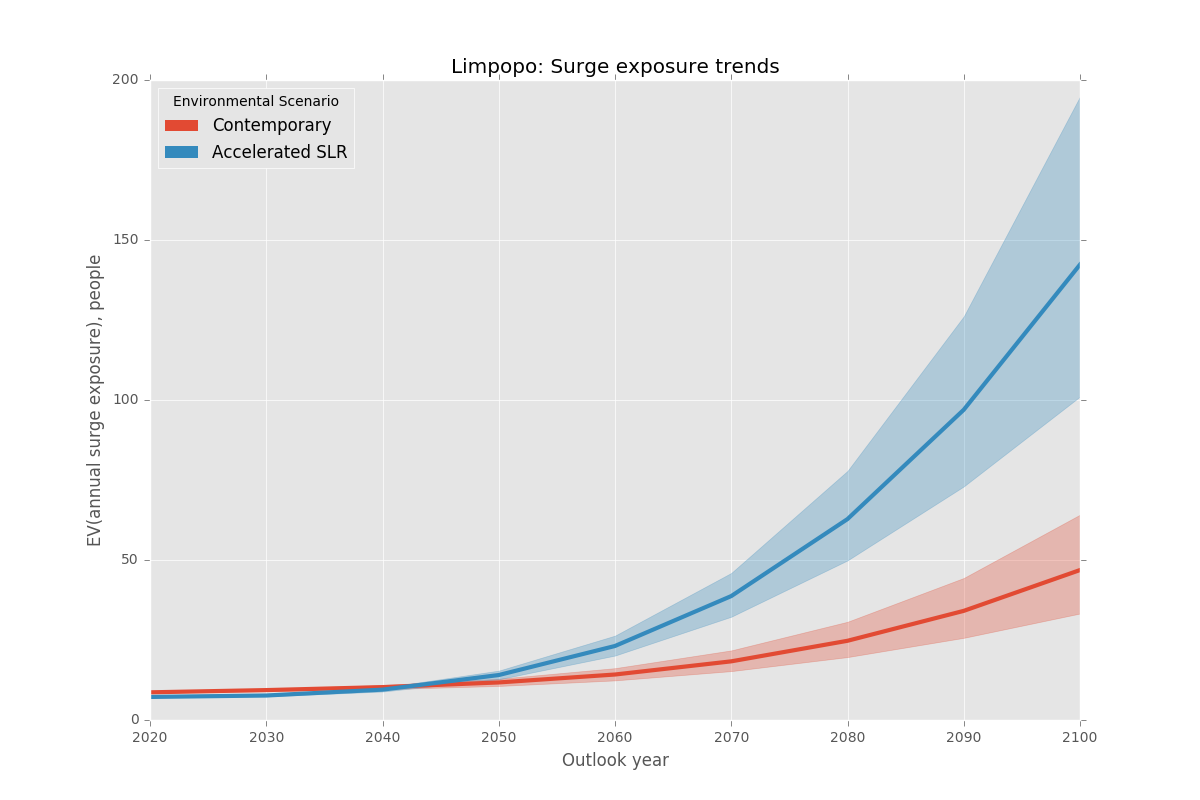 Limpopo: Surge exposure trends
Environmental Scenario
Contemporary
Accelerated SLR
EV(annual surge exposure), people
200
150
100
50
0
2020 2030 2040 2050 2060 2070 2080 2090 2100
Outlook year